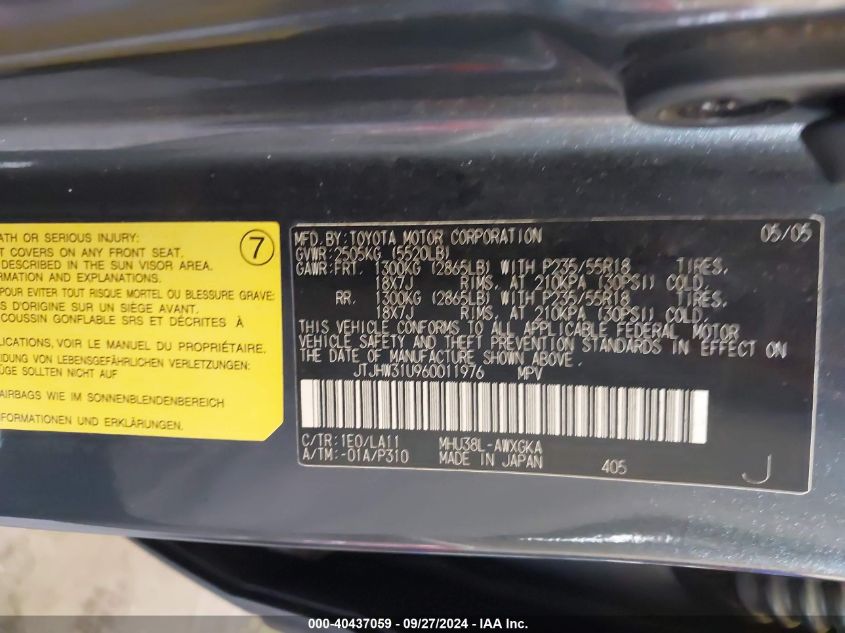 ATH OR SERIOUS INJURY:
T COVERS ON ANY FRONT SEAT.
DESCRIBED IN THE SUN VISOR AREA.
NFORMATION AND EXPLANATIONS.
7
POUR EVITER TOUT RISQUE MORTEL OU BLESSURE GRAVE:
S D'ORIGINE SUR UN SIÈGE AVANT.
COUSSIN GONFLABLE SRS ET DÉCRITES À
LICATIONS, VOIR LE MANUEL DU PROPRIÉTAIRE.
IDUNG VON LEBENSGEFÄHRLICHEN VERLETZUNGEN:
ÜGE SOLLTEN NICHT AUF
AIRBAGS WIE IM SONNENBLENDENBEREICH
FORMATIONEN UND ERKLÄRUNGEN.
MFD.BY:TOYOTA MOTOR CORPORATION 05/05
GVWR:2505KG (5520LB)
GAWR:FRT. 1300KG (2865LB) WITH P235/55R18 TIRES,
18X7J RIMS, AT 210KPA (30PSI) COLD.
RR. 1300KG (2865LB) WITH P235/55R18 TIRES,
18X7J RIMS, AT 210KPA (30PSI) COLD.
THIS VEHICLE CONFORMS TO ALL APPLICABLE FEDERAL MOTOR
VEHICLE SAFETY AND THEFT PREVENTION STANDARDS IN EFFECT ON
THE DATE OF MANUFACTURE SHOWN ABOVE.
JTJHW31U960011976 MPV
C/TR:1E0/LA11 MHU38L-AWXGKA
A/TM:-01A/P310 MADE IN JAPAN 405 J
000-40437059 - 09/27/2024 - IAA Inc.